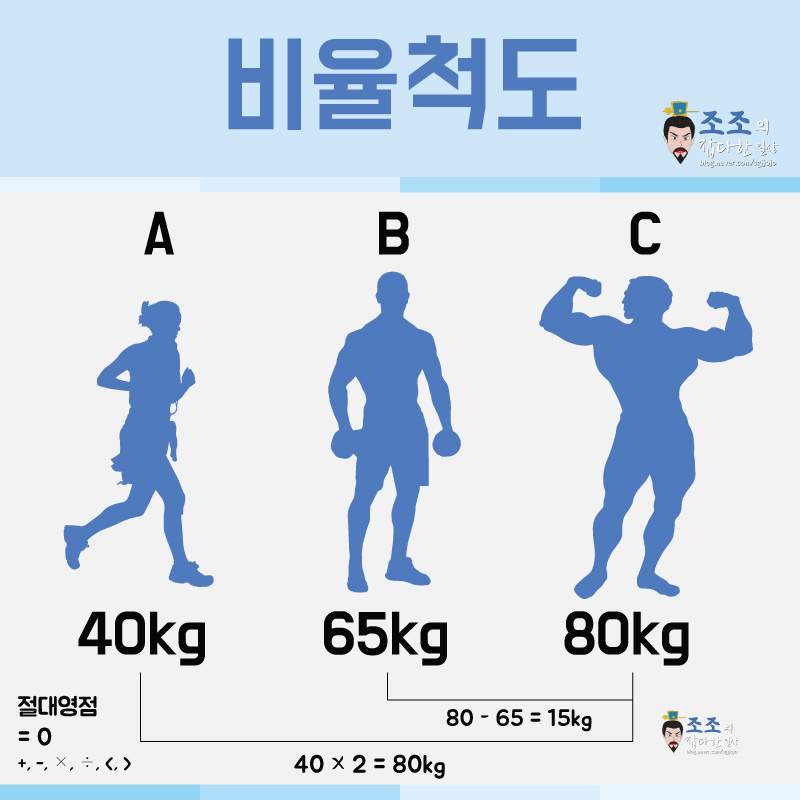 비율척도
조조의
잡다한 일상
blog.naver.com/sgjjojo
A B C
40kg 65kg 80kg
절대영점
= 0
+, -, ×, ÷, <, >
80 - 65 = 15kg
40 × 2 = 80kg
조조의
잡다한 일상
blog.naver.com/sgjjojo